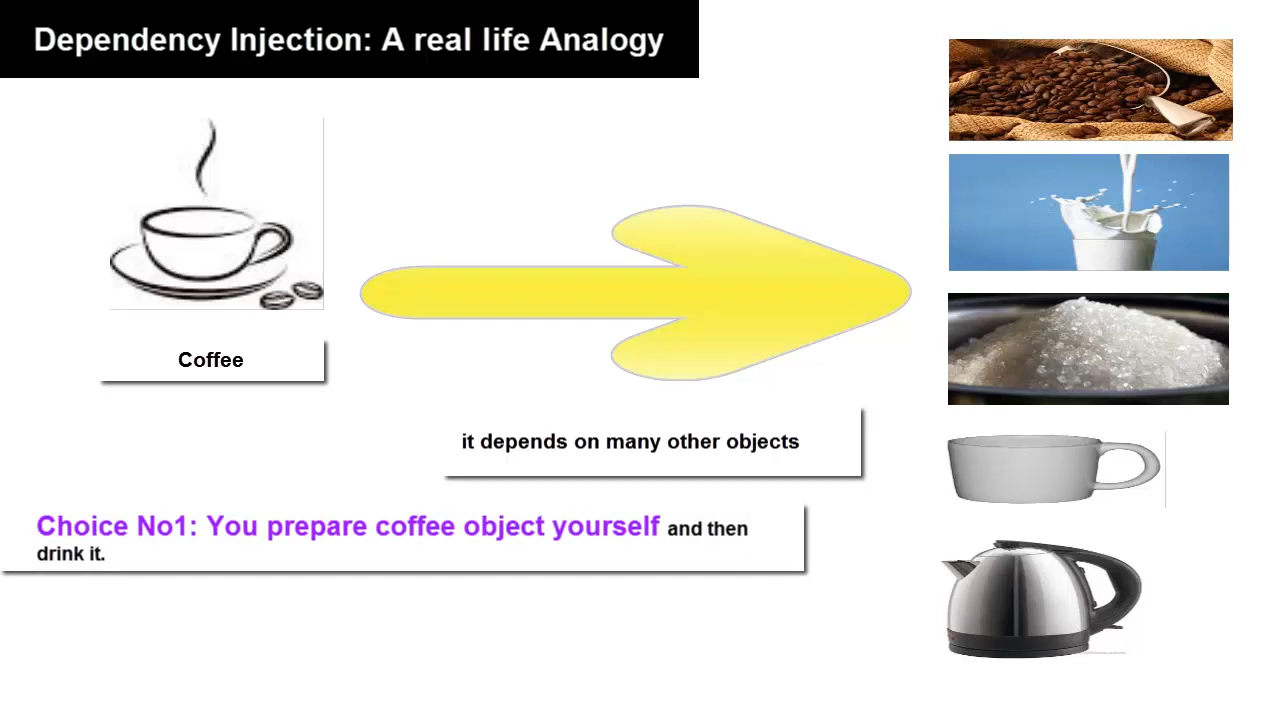 Dependency Injection: A real life Analogy
Coffee
it depends on many other objects
Choice No1: You prepare coffee object yourself and then
drink it.